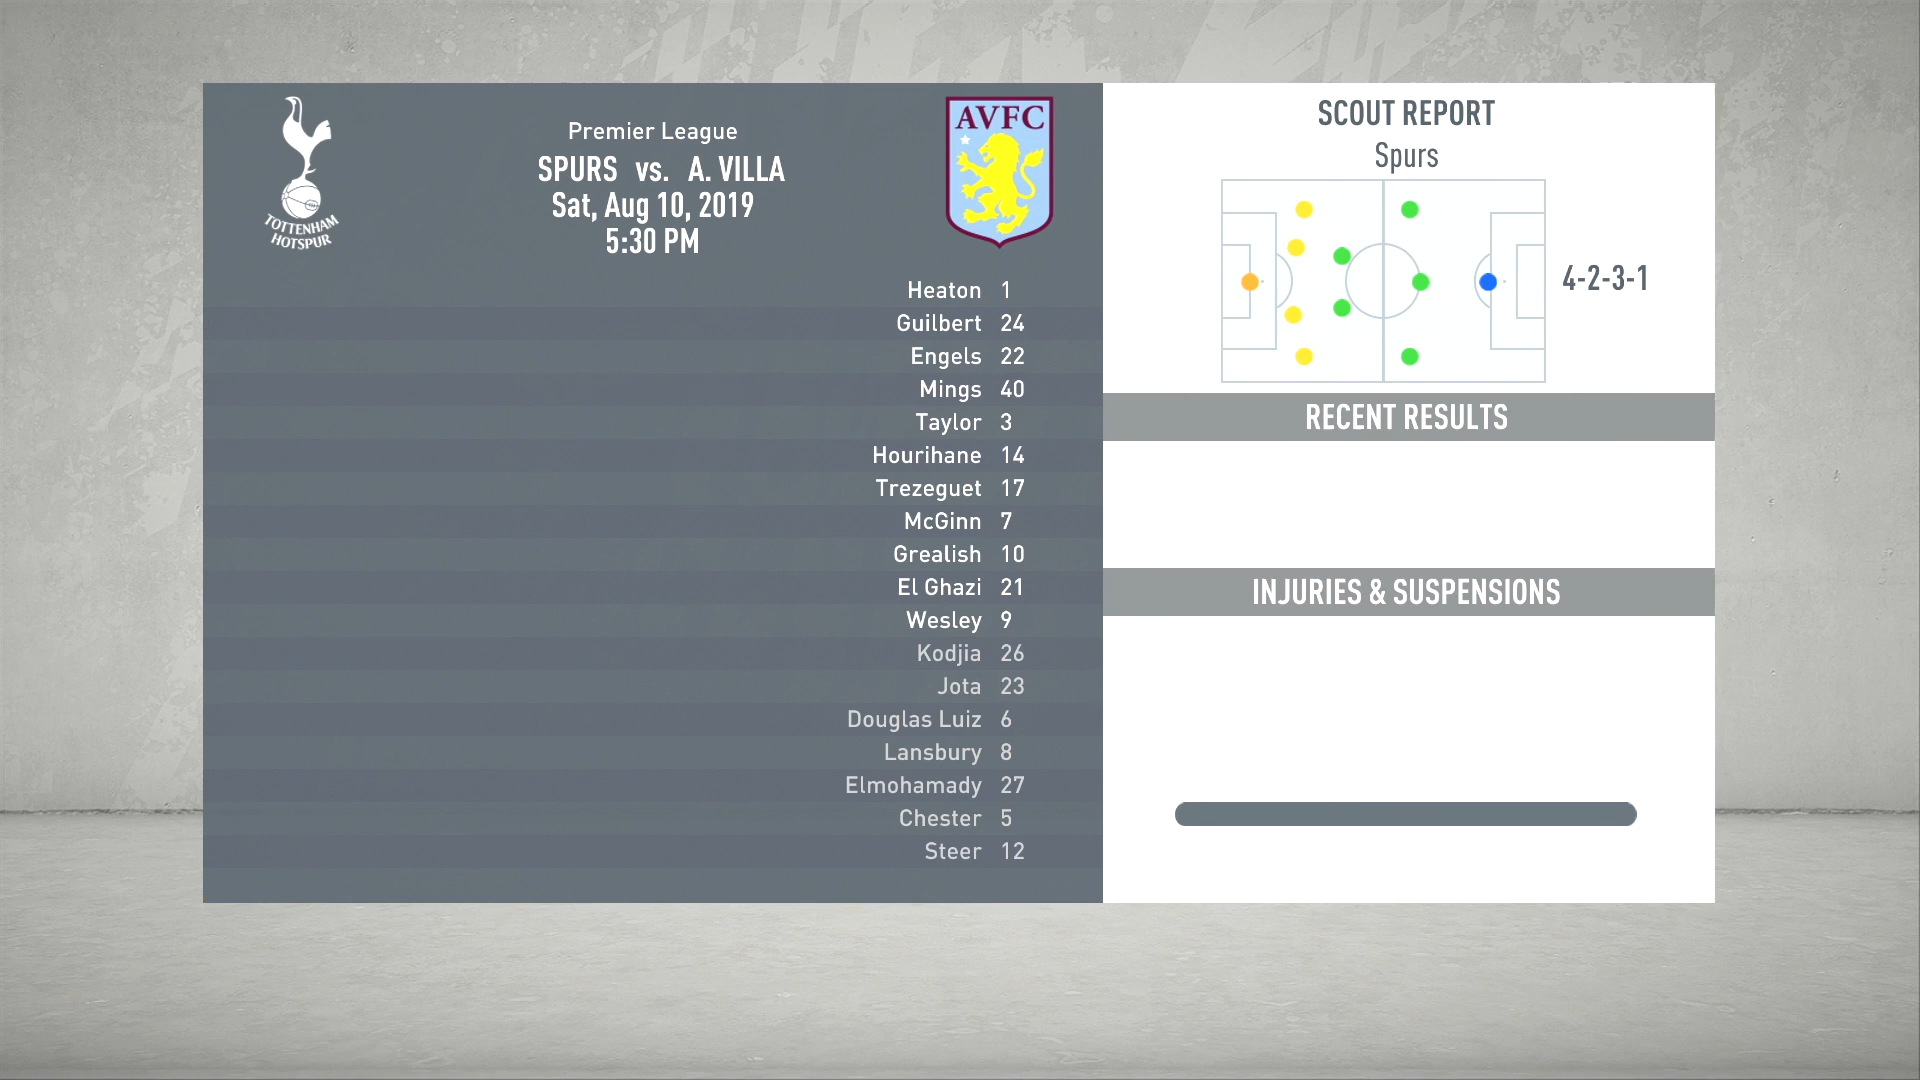 TOTTENHAM
HOTSPUR
Premier League
SPURS vs. A. VILLA
Sat, Aug 10, 2019
5:30 PM
AVFC
Heaton 1
Guilbert 24
Engels 22
Mings 40
Taylor 3
Hourihane 14
Trezeguet 17
McGinn 7
Grealish 10
El Ghazi 21
Wesley 9
Kodjia 26
Jota 23
Douglas Luiz 6
Lansbury 8
Elmohamady 27
Chester 5
Steer 12
SCOUT REPORT
Spurs
4-2-3-1
RECENT RESULTS
INJURIES & SUSPENSIONS